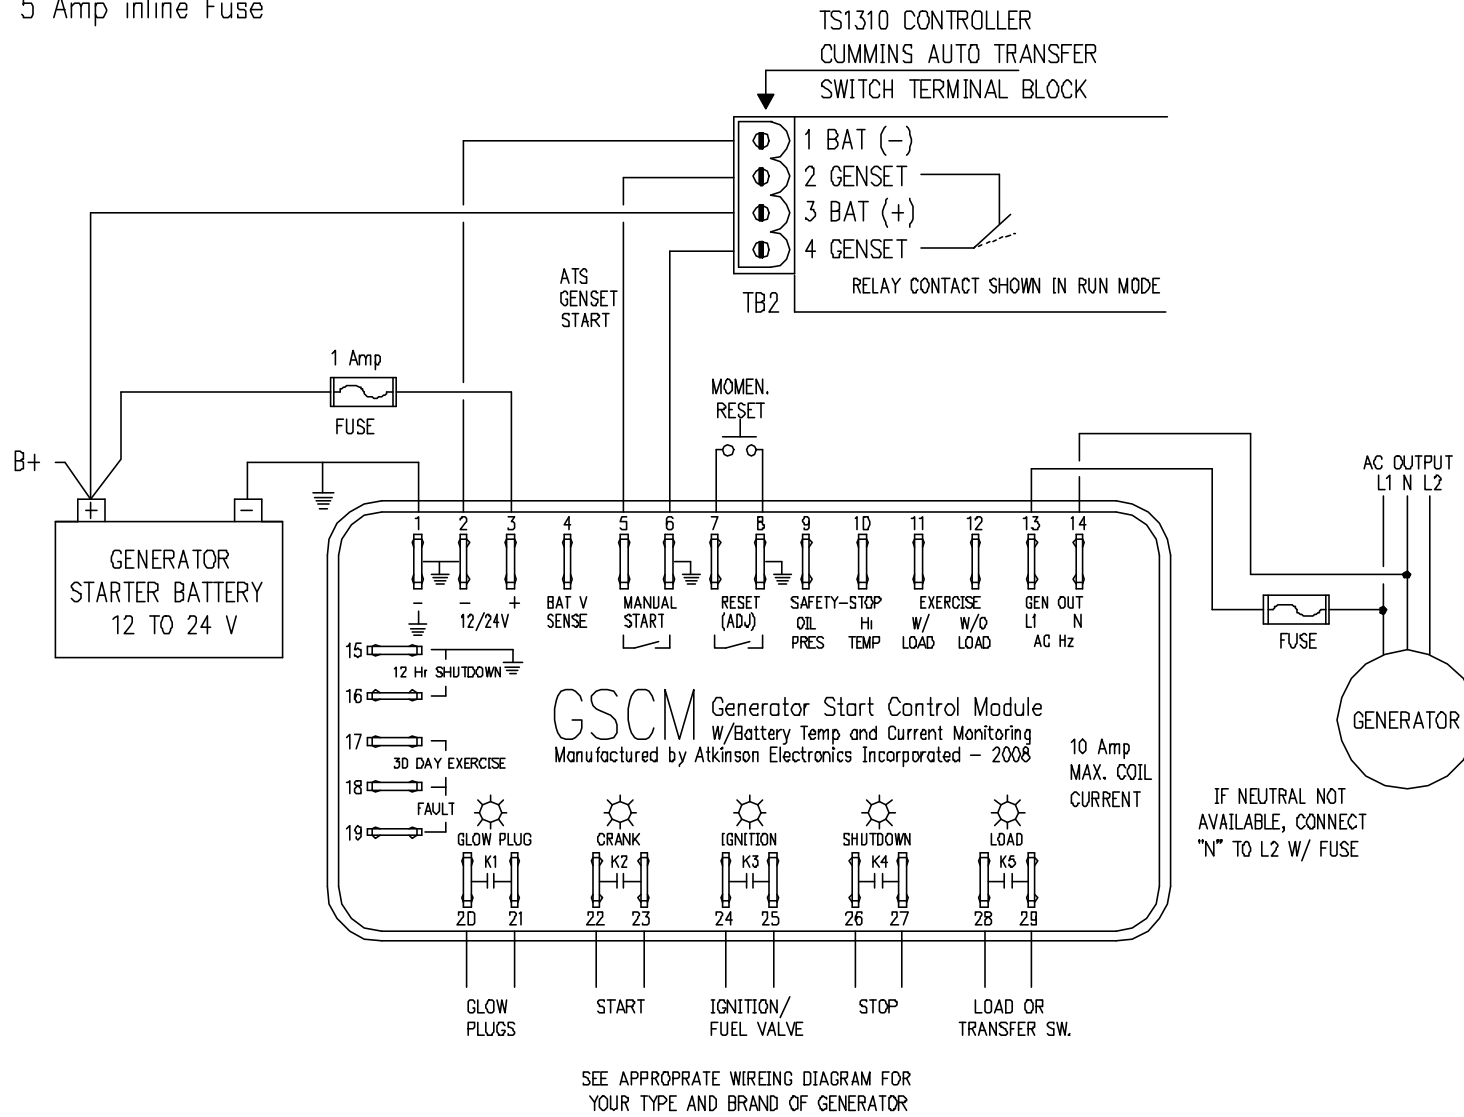 5 Amp inline Fuse
TS1310 CONTROLLER
CUMMINS AUTO TRANSFER
SWITCH TERMINAL BLOCK
1 BAT (-)
2 GENSET
3 BAT (+)
4 GENSET
RELAY CONTACT SHOWN IN RUN MODE
TB2
ATS
GENSET
START
1 Amp
FUSE
MOMEN.
RESET
B+
+ -
GENERATOR
STARTER BATTERY
12 TO 24 V
AC OUTPUT
L1 N L2
FUSE
GENERATOR
IF NEUTRAL NOT
AVAILABLE, CONNECT
"N" TO L2 W/ FUSE
1 2 3 4 5 6 7 8 9 10 11 12 13 14
- - +
12/24V
BAT V
SENSE
MANUAL
START
RESET
(ADJ)
SAFETY-STOP
OIL
PRES
Hi
TEMP
EXERCISE
W/
LOAD
W/O
LOAD
GEN OUT
L1 N
AC Hz
15
12 Hr SHUTDOWN
16
17
30 DAY EXERCISE
18
FAULT
19
GSCM Generator Start Control Module
W/Battery Temp and Current Monitoring
Manufactured by Atkinson Electronics Incorporated - 2008
10 Amp
MAX. COIL
CURRENT
GLOW PLUG CRANK IGNITION SHUTDOWN LOAD
K1 K2 K3 K4 K5
20 21 22 23 24 25 26 27 28 29
GLOW
PLUGS
START
IGNITION/
FUEL VALVE
STOP
LOAD OR
TRANSFER SW.
SEE APPROPRATE WIREING DIAGRAM FOR
YOUR TYPE AND BRAND OF GENERATOR